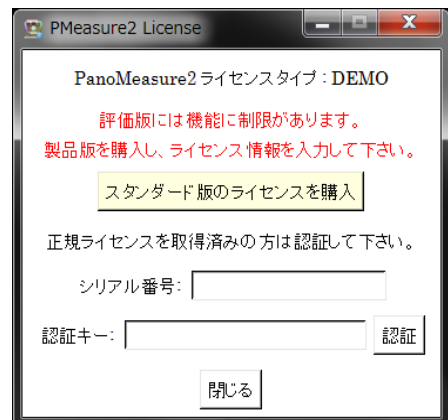 PMeasure2 License
PanoMeasure2 ライセンスタイプ：DEMO
評価版には機能に制限があります。
製品版を購入し、ライセンス情報を入力して下さい。
スタンダード版のライセンスを購入
正規ライセンスを取得済みの方は認証して下さい。
シリアル番号：
認証キー： 認証
閉じる